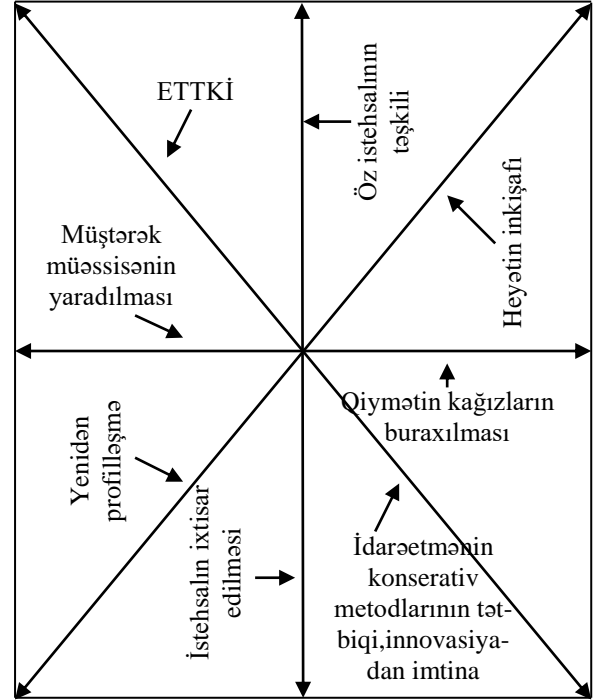 ETTKİ
Öz istehsalının
təşkili
Heyətin inkişafı
Müştərək
müəssisənin
yaradılması
Qiymətin kağızların
buraxılması
Yenidən
profilləşmə
İstehsalın ixtisar
edilməsi
İdarəetmənin
konserativ
metodlarının tət-
biqi,innovasiya-
dan imtina